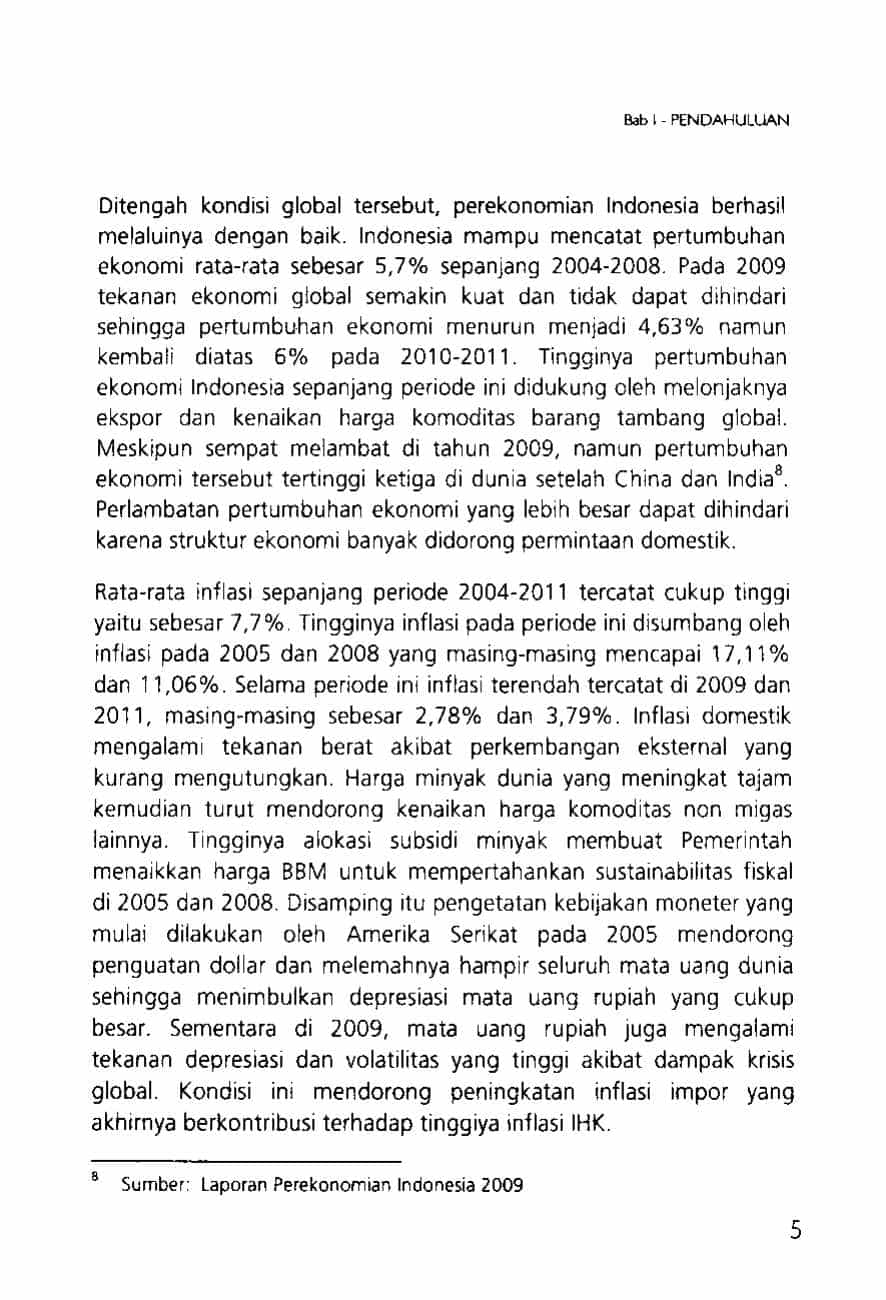 Bab I - PENDAHULUAN
Ditengah kondisi global tersebut, perekonomian Indonesia berhasil
melaluinya dengan baik. Indonesia mampu mencatat pertumbuhan
ekonomi rata-rata sebesar 5,7% sepanjang 2004-2008. Pada 2009
tekanan ekonomi global semakin kuat dan tidak dapat dihindari
sehingga pertumbuhan ekonomi menurun menjadi 4,63% namun
kembali diatas 6% pada 2010-2011. Tingginya pertumbuhan
ekonomi Indonesia sepanjang periode ini didukung oleh melonjaknya
ekspor dan kenaikan harga komoditas barang tambang global.
Meskipun sempat melambat di tahun 2009, namun pertumbuhan
ekonomi tersebut tertinggi ketiga di dunia setelah China dan India⁸.
Perlambatan pertumbuhan ekonomi yang lebih besar dapat dihindari
karena struktur ekonomi banyak didorong permintaan domestik.
Rata-rata inflasi sepanjang periode 2004-2011 tercatat cukup tinggi
yaitu sebesar 7,7%. Tingginya inflasi pada periode ini disumbang oleh
inflasi pada 2005 dan 2008 yang masing-masing mencapai 17,11%
dan 11,06%. Selama periode ini inflasi terendah tercatat di 2009 dan
2011, masing-masing sebesar 2,78% dan 3,79%. Inflasi domestik
mengalami tekanan berat akibat perkembangan eksternal yang
kurang mengutungkan. Harga minyak dunia yang meningkat tajam
kemudian turut mendorong kenaikan harga komoditas non migas
lainnya. Tingginya alokasi subsidi minyak membuat Pemerintah
menaikkan harga BBM untuk mempertahankan sustainabilitas fiskal
di 2005 dan 2008. Disamping itu pengetatan kebijakan moneter yang
mulai dilakukan oleh Amerika Serikat pada 2005 mendorong
penguatan dollar dan melemahnya hampir seluruh mata uang dunia
sehingga menimbulkan depresiasi mata uang rupiah yang cukup
besar. Sementara di 2009, mata uang rupiah juga mengalami
tekanan depresiasi dan volatilitas yang tinggi akibat dampak krisis
global. Kondisi ini mendorong peningkatan inflasi impor yang
akhirnya berkontribusi terhadap tinggiya inflasi IHK.
⁸ Sumber: Laporan Perekonomian Indonesia 2009
5